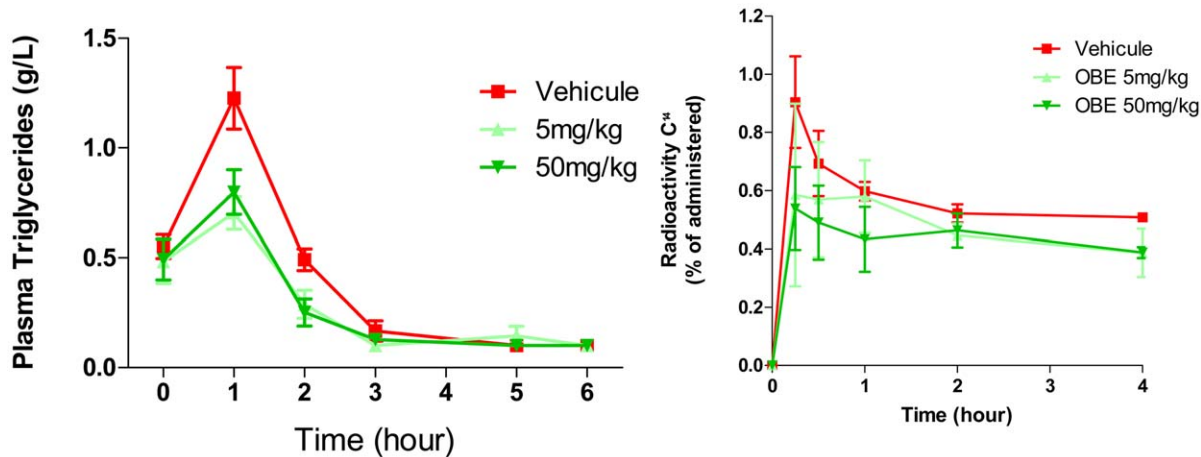 Plasma Triglycerides (g/L)
1.5
1.0
0.5
0.0
0 1 2 3 4 5 6
Time (hour)
Vehicule
5mg/kg
50mg/kg
Radioactivity C¹⁴
(% of administered)
1.2
1.0
0.8
0.6
0.4
0.2
0.0
0 1 2 3 4
Time (hour)
Vehicule
OBE 5mg/kg
OBE 50mg/kg